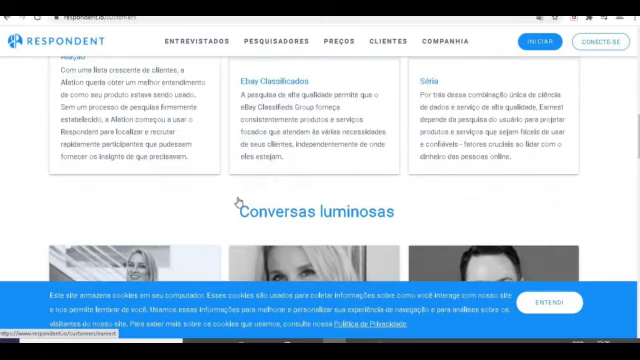 respondent.io/customers
RESPONDENT
ENTREVISTADOS PESQUISADORES PREÇOS CLIENTES COMPANHIA INICIAR CONECTE-SE
Alação
Com uma lista crescente de clientes, a
Alation queria obter um melhor entendimento
de como seu produto estava sendo usado.
Sem um processo de pesquisa firmemente
estabelecido, a Alation começou a usar o
Respondent para localizar e recrutar
rapidamente participantes que pudessem
fornecer os insights de que precisavam.
Ebay Classificados
A pesquisa de alta qualidade permite que o
eBay Classifieds Group forneça
consistentemente produtos e serviços
focados que atendam às várias necessidades
de seus clientes, independentemente de onde
eles estejam.
Séria
Por trás dessa combinação única de ciência
de dados e serviço de alta qualidade, Earnest
depende da pesquisa do usuário para projetar
produtos e serviços que sejam fáceis de usar
e confiáveis - fatores cruciais ao lidar com o
dinheiro das pessoas online.
Conversas luminosas
Este site armazena cookies em seu computador. Esses cookies são usados para coletar informações sobre como você interage com nosso site
e nos permite lembrar de você. Usamos essas informações para melhorar e personalizar sua experiência de navegação e para análises sobre os
visitantes do nosso site. Para saber mais sobre os cookies que usamos, consulte nossa Política de Privacidade.
ENTENDI
https://www.respondent.io/customers/earnest